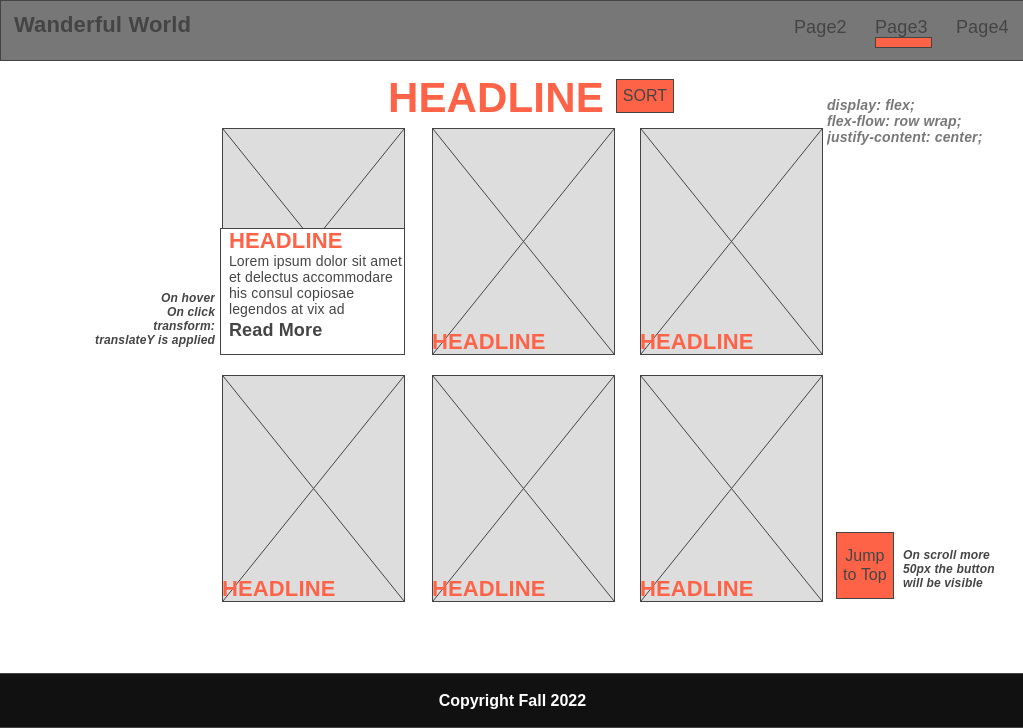 Wanderful World
Page2 Page3 Page4
HEADLINE SORT
display: flex;
flex-flow: row wrap;
justify-content: center;
HEADLINE
Lorem ipsum dolor sit amet
et delectus accommodare
his consul copiosae
legendos at vix ad
Read More
On hover
On click
transform:
translateY is applied
HEADLINE
HEADLINE
HEADLINE
HEADLINE
HEADLINE
Jump
to Top
On scroll more
50px the button
will be visible
Copyright Fall 2022